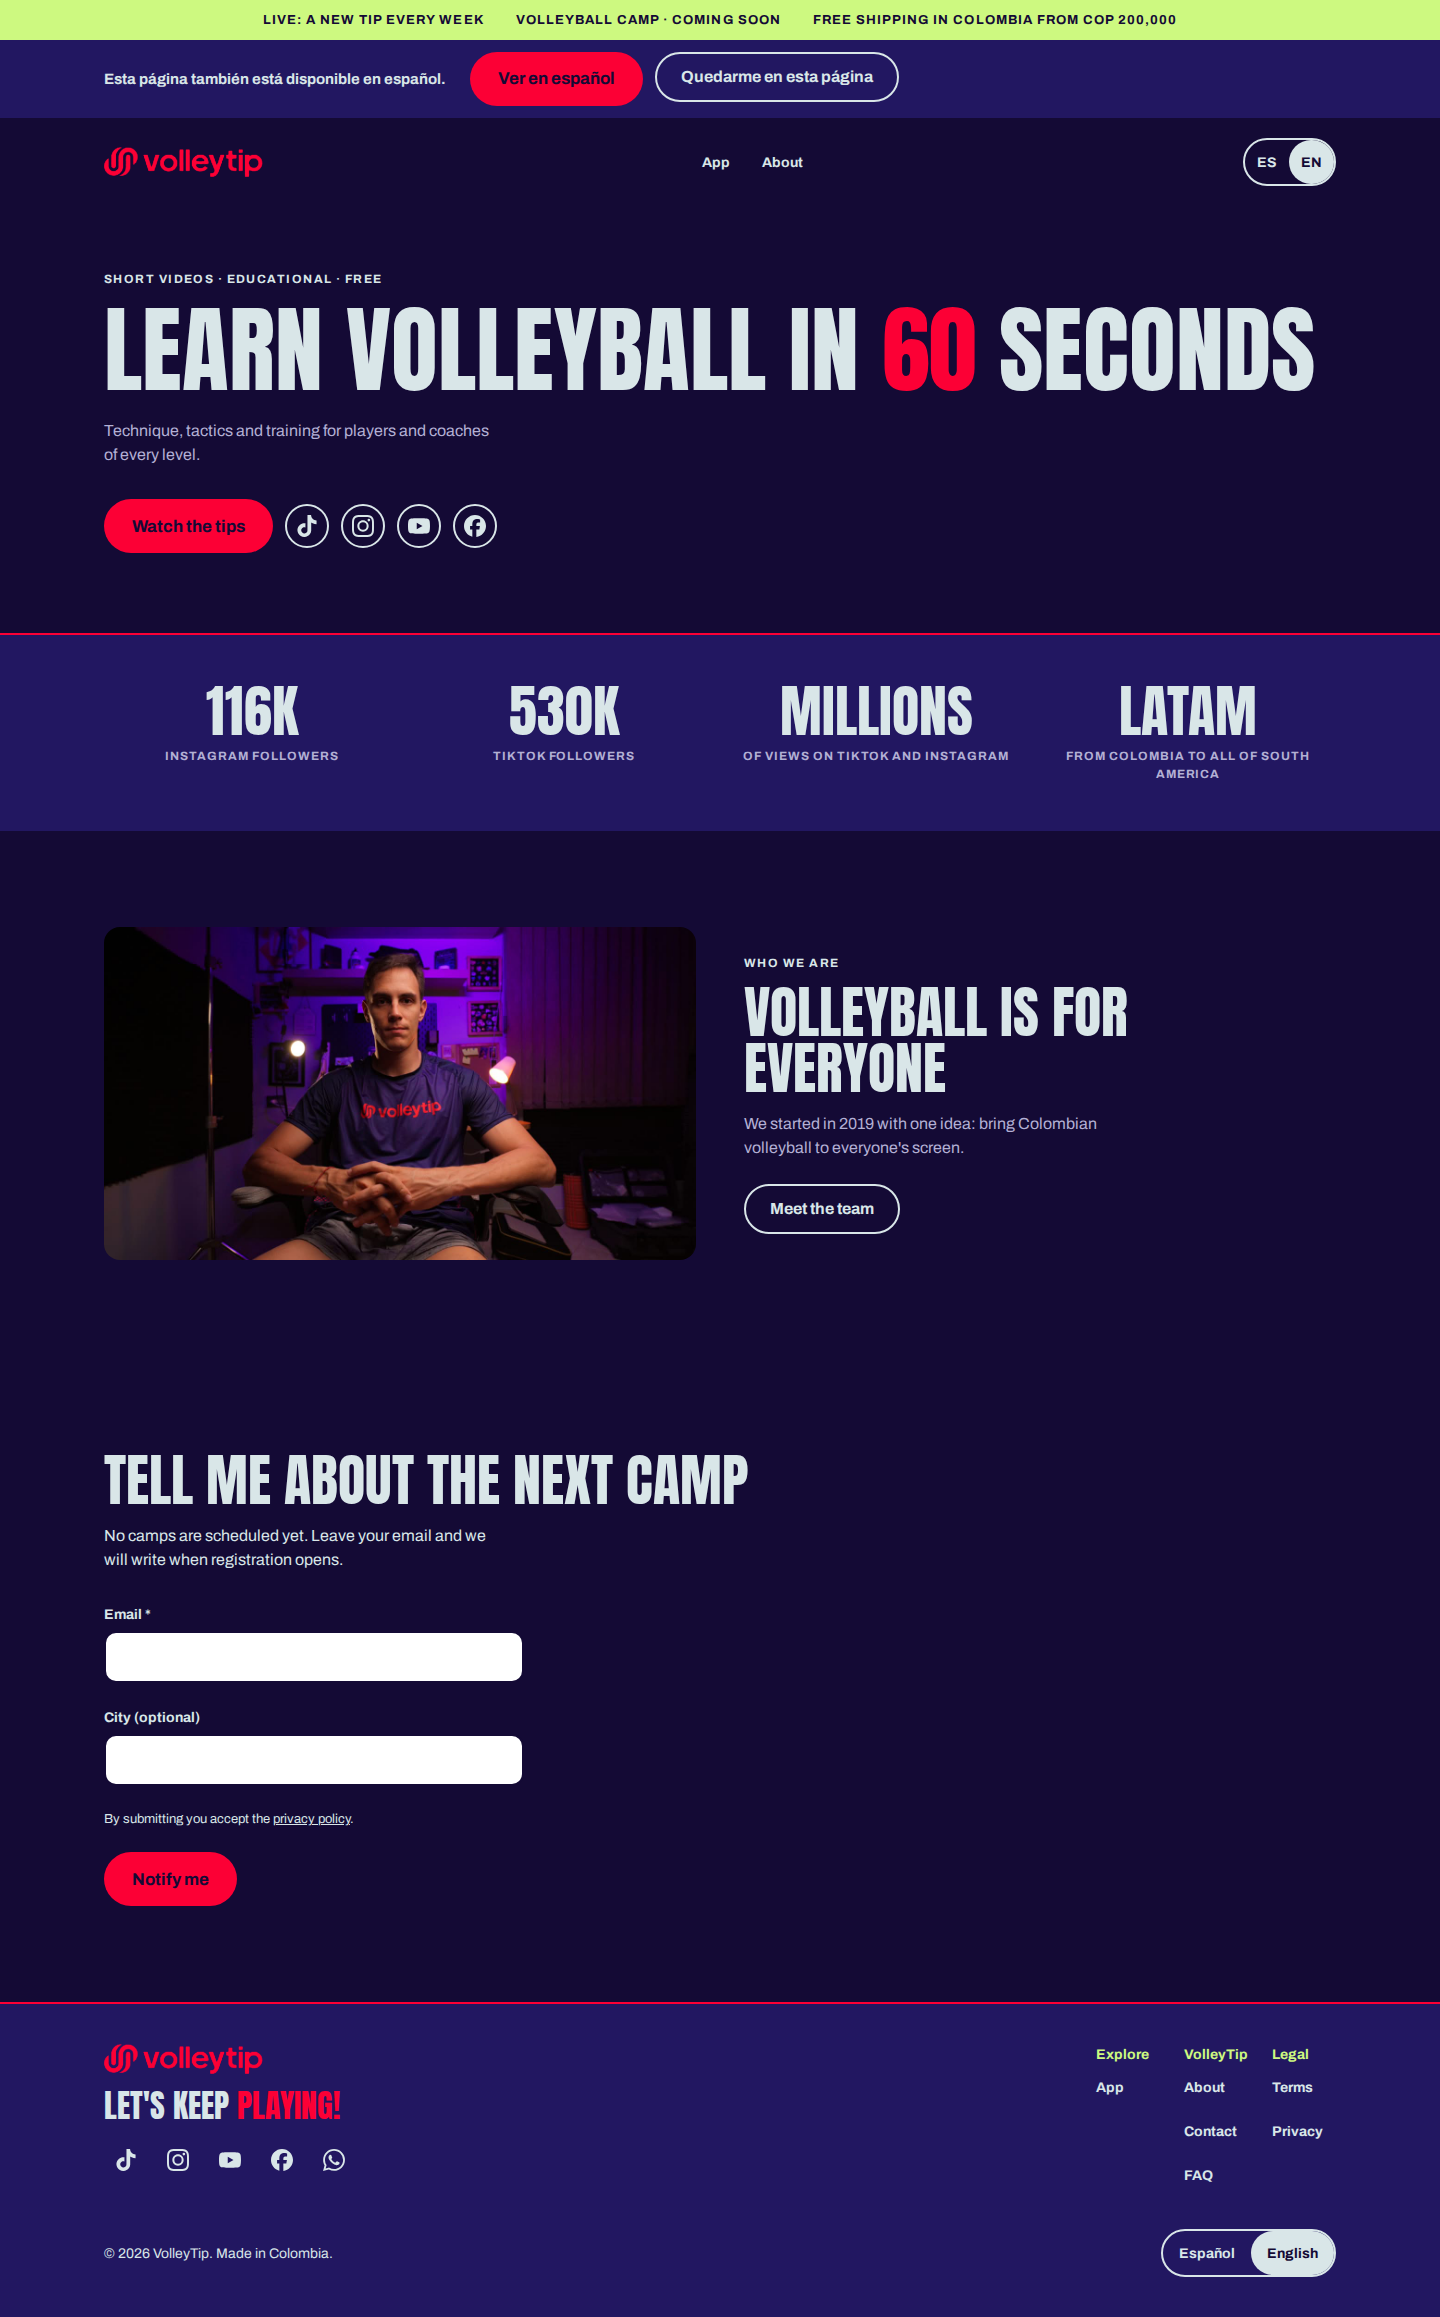 LIVE: A NEW TIP EVERY WEEK VOLLEYBALL CAMP · COMING SOON FREE SHIPPING IN COLOMBIA FROM COP 200,000
Esta página también está disponible en español. Ver en español Quedarme en esta página
volleytip App About ES EN
SHORT VIDEOS · EDUCATIONAL · FREE
LEARN VOLLEYBALL IN 60 SECONDS
Technique, tactics and training for players and coaches
of every level.
Watch the tips
116K
INSTAGRAM FOLLOWERS
530K
TIKTOK FOLLOWERS
MILLIONS
OF VIEWS ON TIKTOK AND INSTAGRAM
LATAM
FROM COLOMBIA TO ALL OF SOUTH
AMERICA
volleytip
WHO WE ARE
VOLLEYBALL IS FOR
EVERYONE
We started in 2019 with one idea: bring Colombian
volleyball to everyone's screen.
Meet the team
TELL ME ABOUT THE NEXT CAMP
No camps are scheduled yet. Leave your email and we
will write when registration opens.
Email *
City (optional)
By submitting you accept the privacy policy.
Notify me
volleytip
LET'S KEEP PLAYING!
Explore
App
VolleyTip
About
Contact
FAQ
Legal
Terms
Privacy
© 2026 VolleyTip. Made in Colombia.
Español English